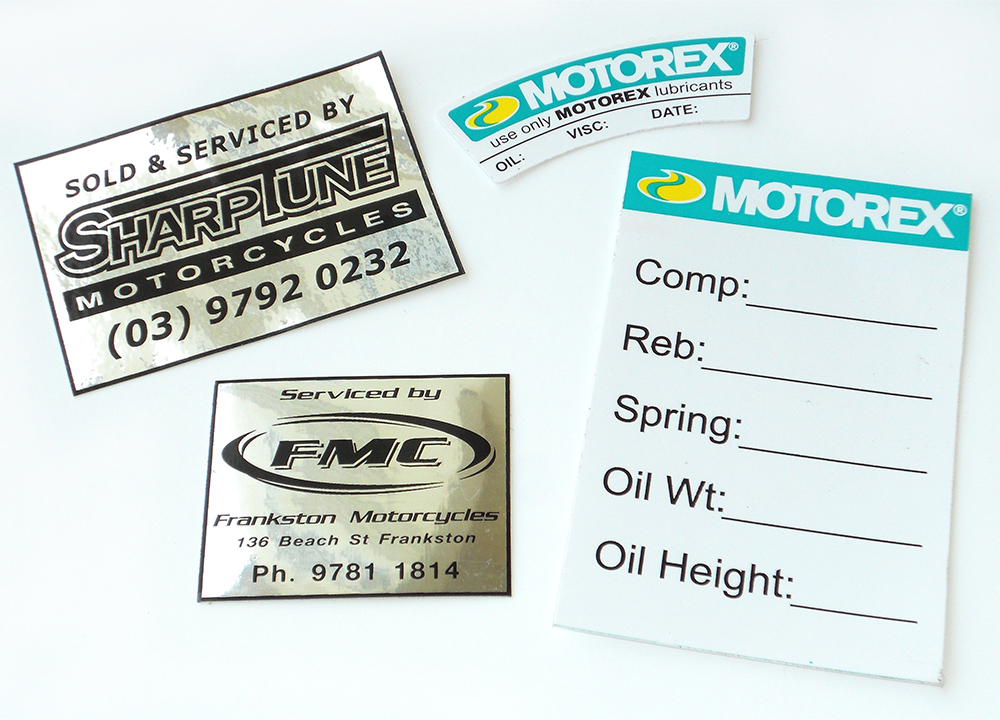 SOLD & SERVICED BY
SHARPTUNE
MOTORCYCLES
(03) 9792 0232
MOTOREX®
use only MOTOREX lubricants
OIL: VISC: DATE:
MOTOREX®
Comp:
Reb:
Spring:
Oil Wt:
Oil Height:
Serviced by
FMC
Frankston Motorcycles
136 Beach St Frankston
Ph. 9781 1814